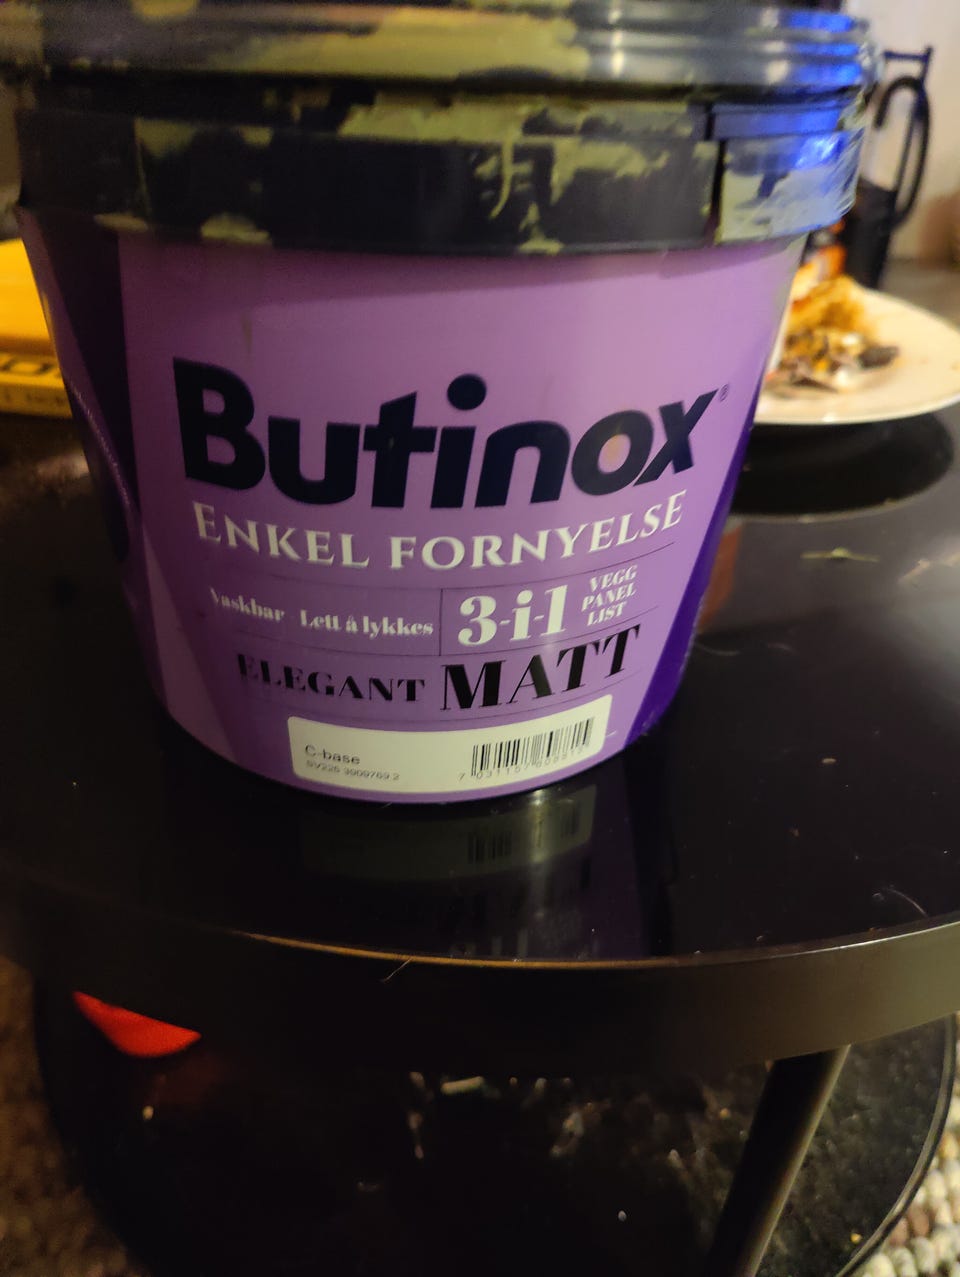 Butinox®
ENKEL FORNYELSE
Vaskbar Lett å lykkes
3-i-1
VEGG
PANEL
LIST
ELEGANT MATT
C-base